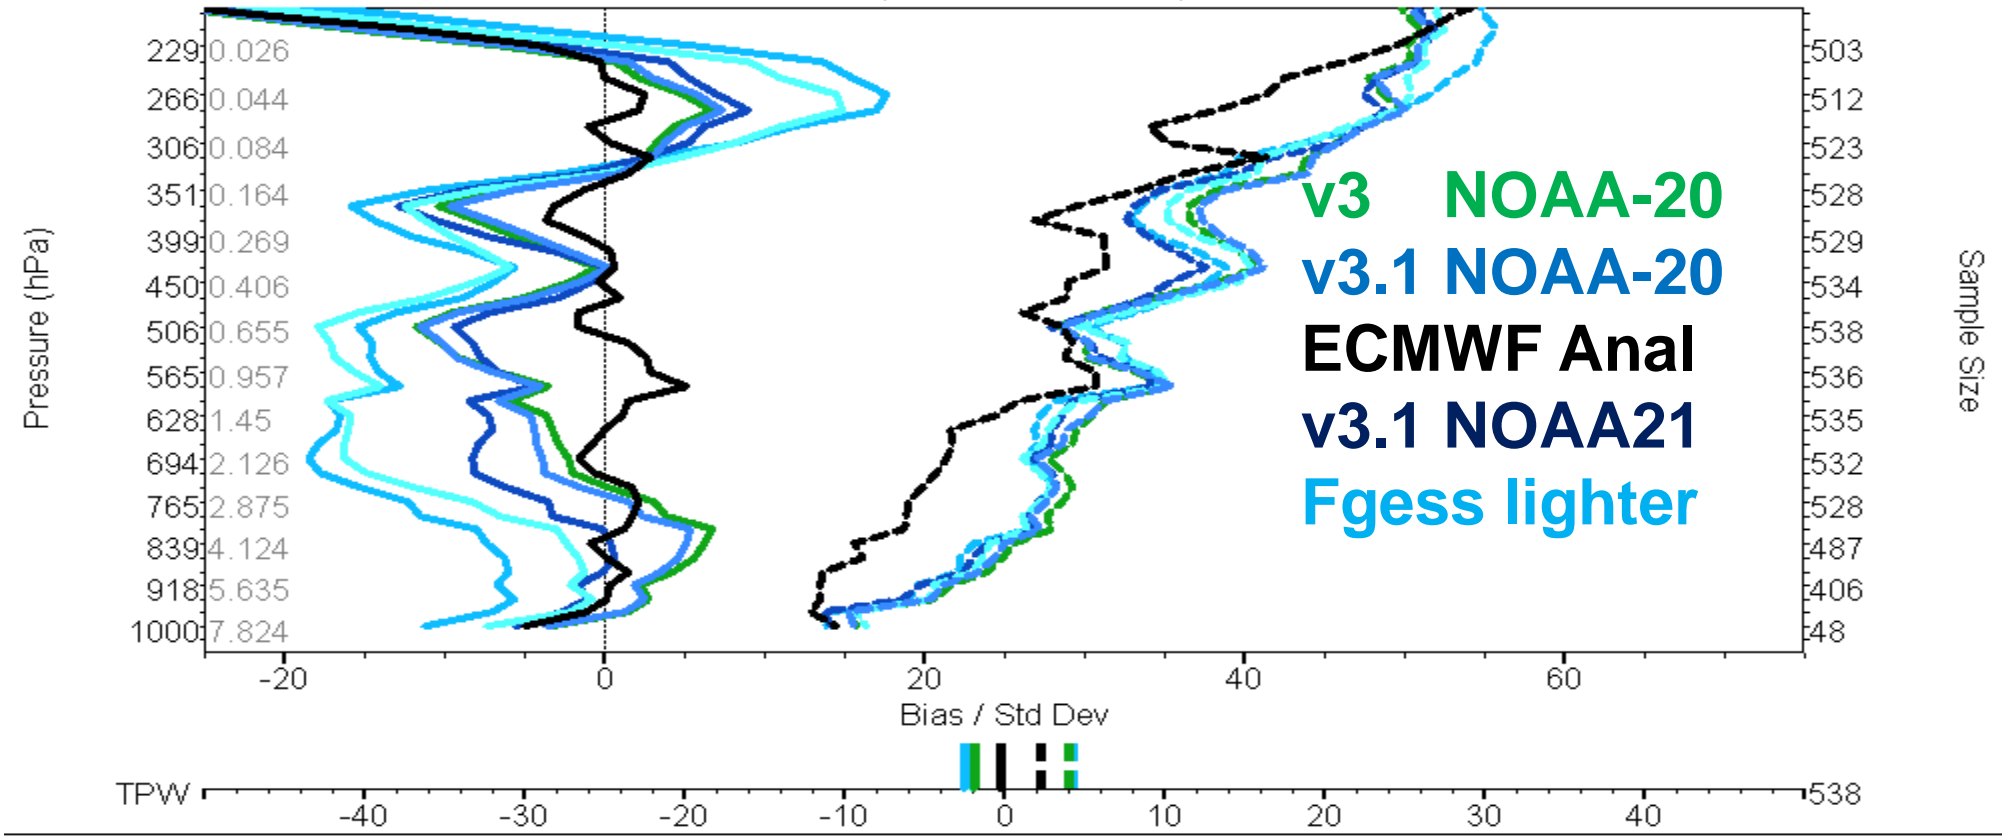 229 0.026 503
266 0.044 512
306 0.084 523
351 0.164 528
v3 NOAA-20
399 0.269 529
v3.1 NOAA-20
450 0.406 534
506 0.655 538
ECMWF Anal
565 0.957 536
628 1.45 535
v3.1 NOAA21
694 2.126 532
765 2.875 528
Fgess lighter
839 4.124 487
918 5.635 406
1000 7.824 48
Pressure (hPa)
Sample Size
-20 0 20 40 60
Bias / Std Dev
TPW 538
-40 -30 -20 -10 0 10 20 30 40